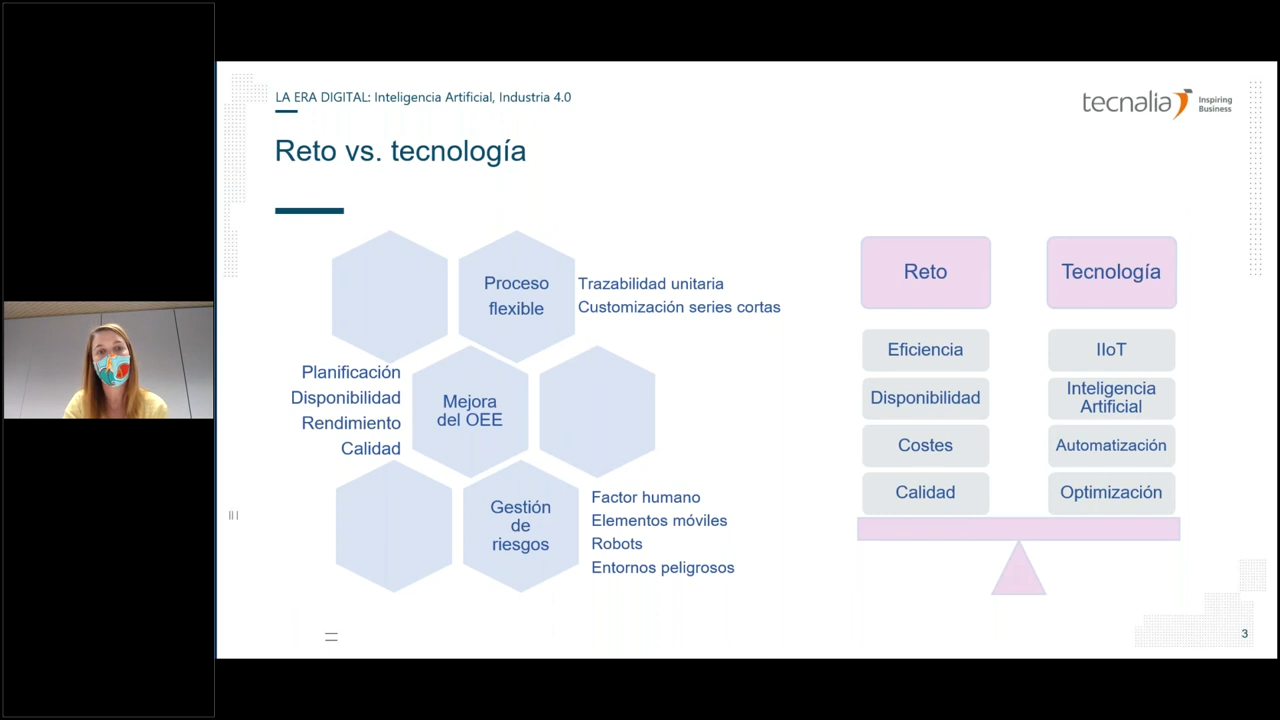 LA ERA DIGITAL: Inteligencia Artificial, Industria 4.0
tecnalia
Inspiring
Business
Reto vs. tecnología
Proceso
flexible
Trazabilidad unitaria
Customización series cortas
Planificación
Disponibilidad
Rendimiento
Calidad
Mejora
del OEE
Gestión
de
riesgos
Factor humano
Elementos móviles
Robots
Entornos peligrosos
Reto
Tecnología
Eficiencia
IIoT
Disponibilidad
Inteligencia
Artificial
Costes
Automatización
Calidad
Optimización
3